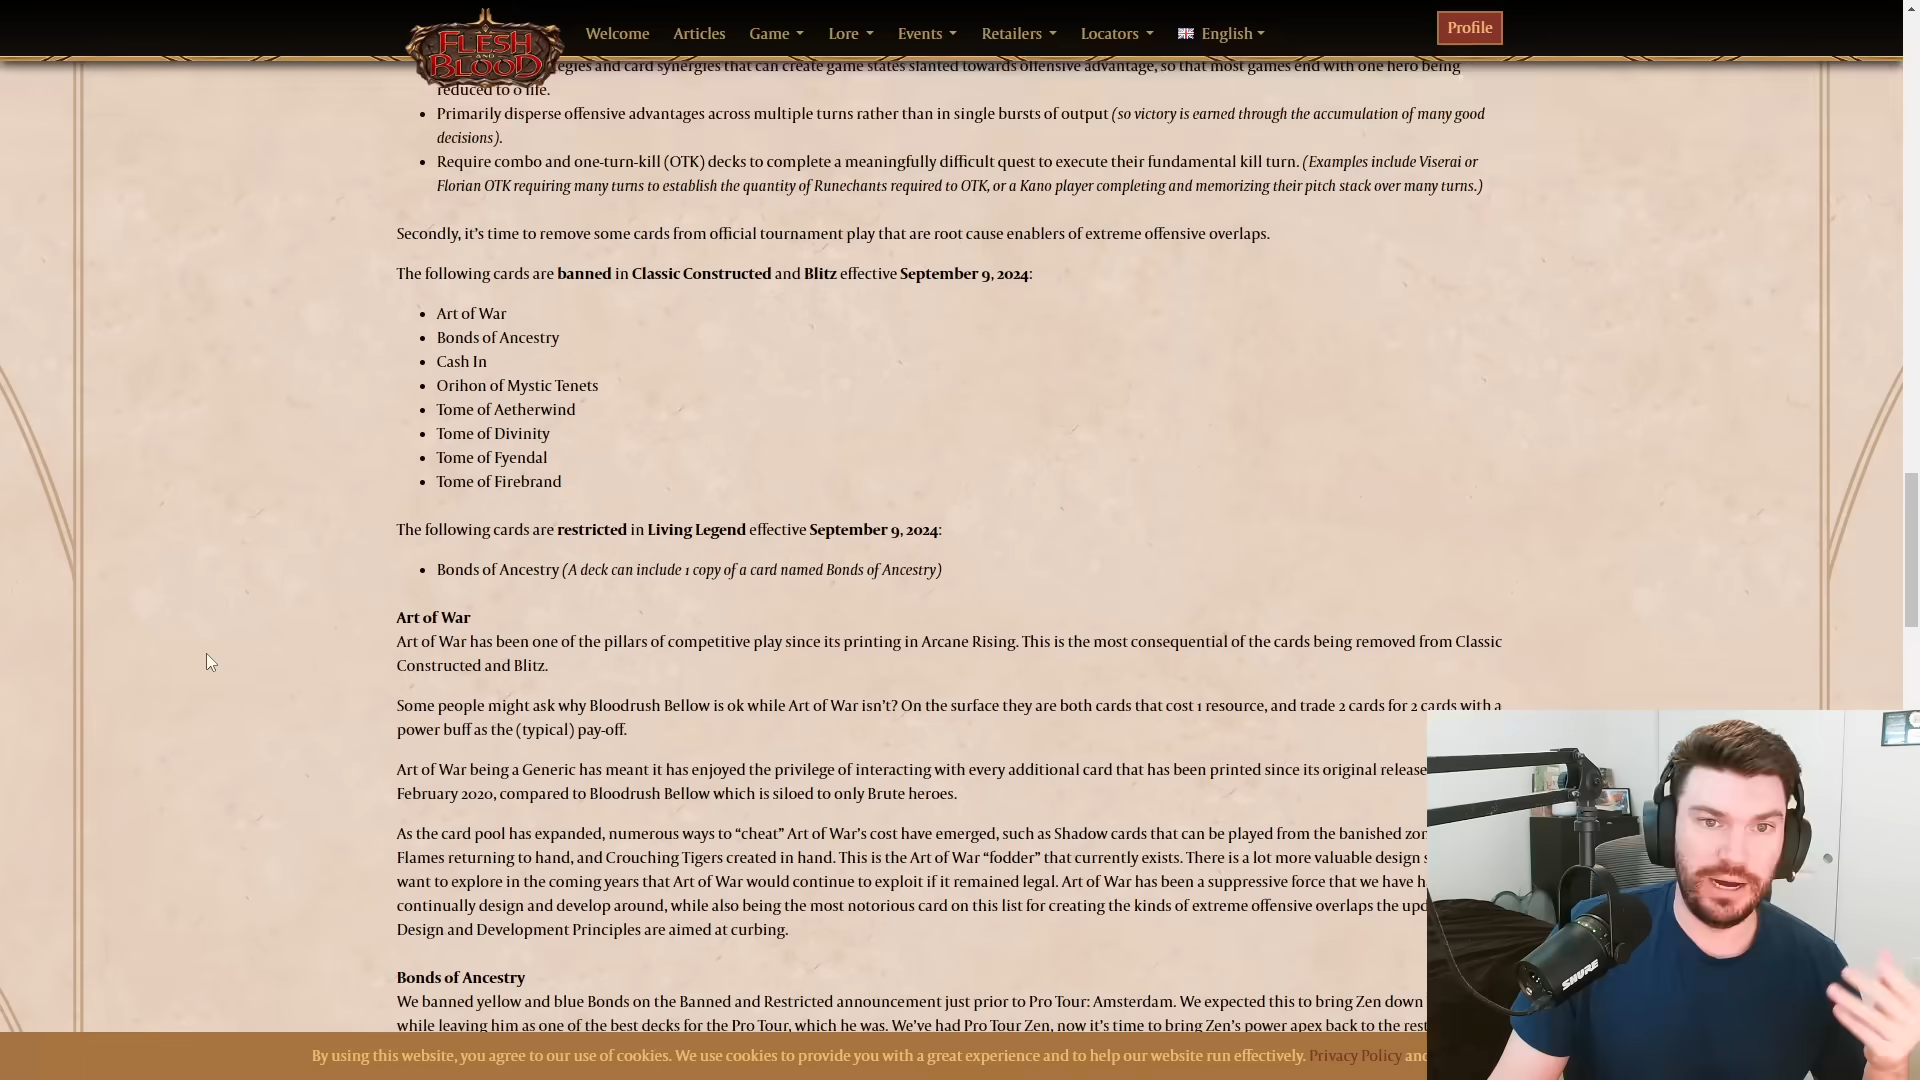 FLESH
AND
BLOOD
Welcome
Articles
Game
Lore
Events
Retailers
Locators
English
Profile
egies and card synergies that can create game states slanted towards offensive advantage, so that most games end with one hero being
reduced to 0 life.
Primarily disperse offensive advantages across multiple turns rather than in single bursts of output (so victory is earned through the accumulation of many good
decisions).
Require combo and one-turn-kill (OTK) decks to complete a meaningfully difficult quest to execute their fundamental kill turn. (Examples include Viserai or
Florian OTK requiring many turns to establish the quantity of Runechants required to OTK, or a Kano player completing and memorizing their pitch stack over many turns.)
Secondly, it's time to remove some cards from official tournament play that are root cause enablers of extreme offensive overlaps.
The following cards are banned in Classic Constructed and Blitz effective September 9, 2024:
Art of War
Bonds of Ancestry
Cash In
Orihon of Mystic Tenets
Tome of Aetherwind
Tome of Divinity
Tome of Fyendal
Tome of Firebrand
The following cards are restricted in Living Legend effective September 9, 2024:
Bonds of Ancestry (A deck can include 1 copy of a card named Bonds of Ancestry)
Art of War
Art of War has been one of the pillars of competitive play since its printing in Arcane Rising. This is the most consequential of the cards being removed from Classic
Constructed and Blitz.
Some people might ask why Bloodrush Bellow is ok while Art of War isn't? On the surface they are both cards that cost 1 resource, and trade 2 cards for 2 cards with a
power buff as the (typical) pay-off.
Art of War being a Generic has meant it has enjoyed the privilege of interacting with every additional card that has been printed since its original release
February 2020, compared to Bloodrush Bellow which is siloed to only Brute heroes.
As the card pool has expanded, numerous ways to "cheat" Art of War's cost have emerged, such as Shadow cards that can be played from the banished zon
Flames returning to hand, and Crouching Tigers created in hand. This is the Art of War "fodder" that currently exists. There is a lot more valuable design s
want to explore in the coming years that Art of War would continue to exploit if it remained legal. Art of War has been a suppressive force that we have h
continually design and develop around, while also being the most notorious card on this list for creating the kinds of extreme offensive overlaps the upd
Design and Development Principles are aimed at curbing.
Bonds of Ancestry
We banned yellow and blue Bonds on the Banned and Restricted announcement just prior to Pro Tour: Amsterdam. We expected this to bring Zen down
while leaving him as one of the best decks for the Pro Tour, which he was. We've had Pro Tour Zen, now it's time to bring Zen's power apex back to the rest
By using this website, you agree to our use of cookies. We use cookies to provide you with a great experience and to help our website run effectively. Privacy Policy and
SHURE